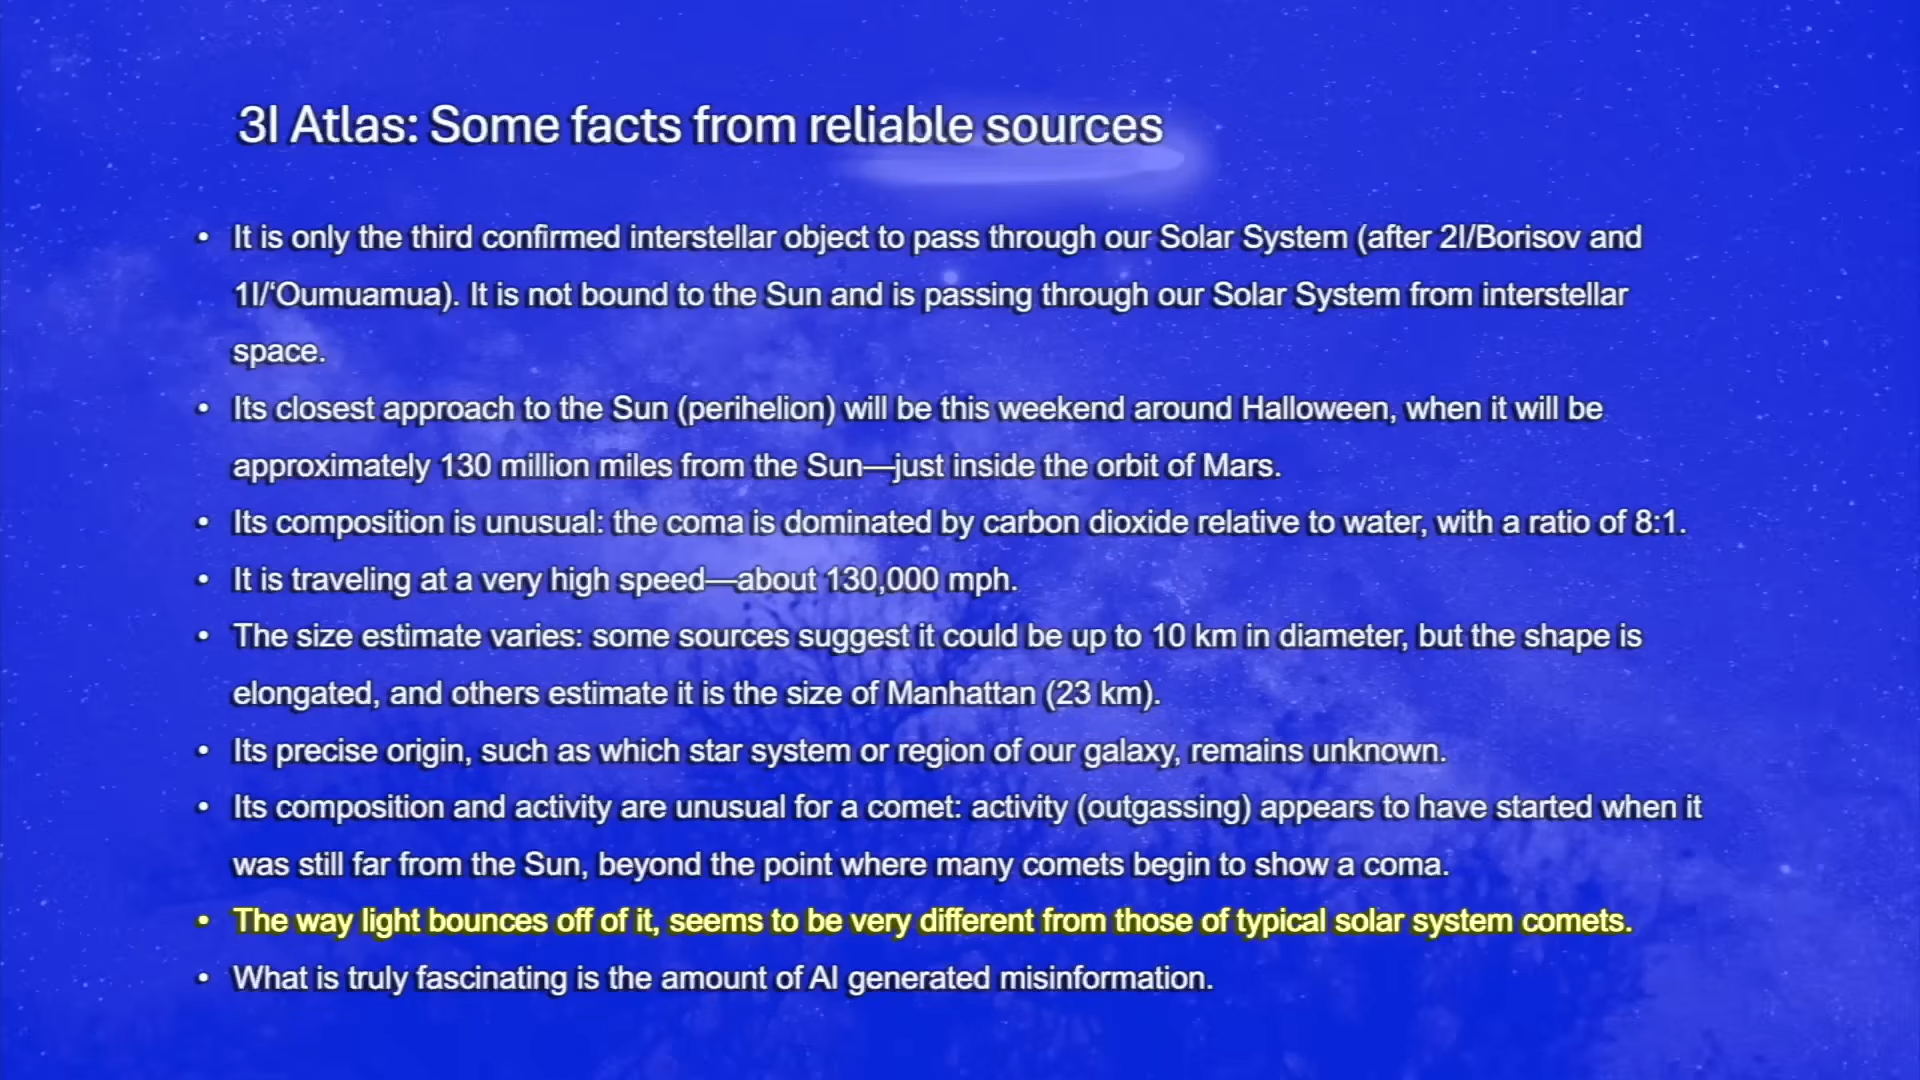 3I Atlas: Some facts from reliable sources
• It is only the third confirmed interstellar object to pass through our Solar System (after 2I/Borisov and
1I/‘Oumuamua). It is not bound to the Sun and is passing through our Solar System from interstellar
space.
• Its closest approach to the Sun (perihelion) will be this weekend around Halloween, when it will be
approximately 130 million miles from the Sun—just inside the orbit of Mars.
• Its composition is unusual: the coma is dominated by carbon dioxide relative to water, with a ratio of 8:1.
• It is traveling at a very high speed—about 130,000 mph.
• The size estimate varies: some sources suggest it could be up to 10 km in diameter, but the shape is
elongated, and others estimate it is the size of Manhattan (23 km).
• Its precise origin, such as which star system or region of our galaxy, remains unknown.
• Its composition and activity are unusual for a comet: activity (outgassing) appears to have started when it
was still far from the Sun, beyond the point where many comets begin to show a coma.
• The way light bounces off of it, seems to be very different from those of typical solar system comets.
• What is truly fascinating is the amount of AI generated misinformation.